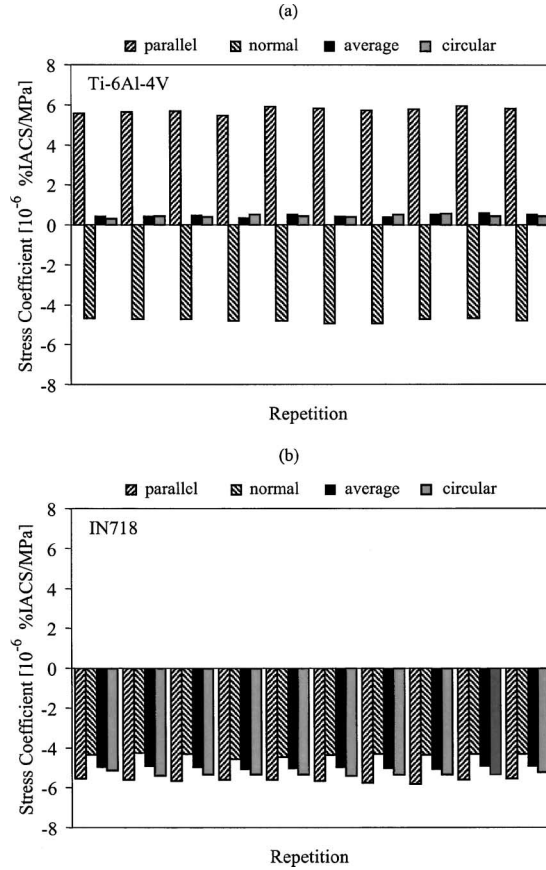 (a)
parallel normal average circular
Ti-6Al-4V
Stress Coefficient [10⁻⁶ %IACS/MPa]
8
6
4
2
0
-2
-4
-6
-8
Repetition
(b)
parallel normal average circular
IN718
Stress Coefficient [10⁻⁶ %IACS/MPa]
8
6
4
2
0
-2
-4
-6
-8
Repetition